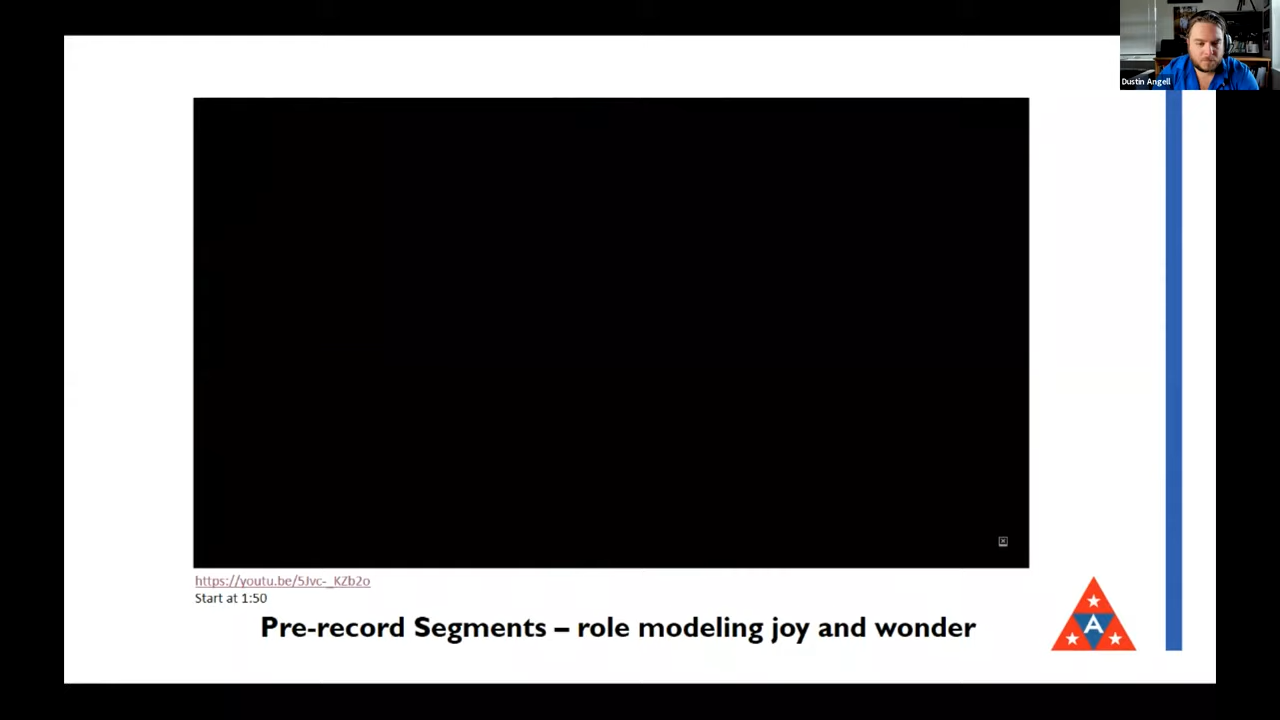 Dustin Angell
https://youtu.be/5Jvc-_KZb2o
Start at 1:50
Pre-record Segments – role modeling joy and wonder
A